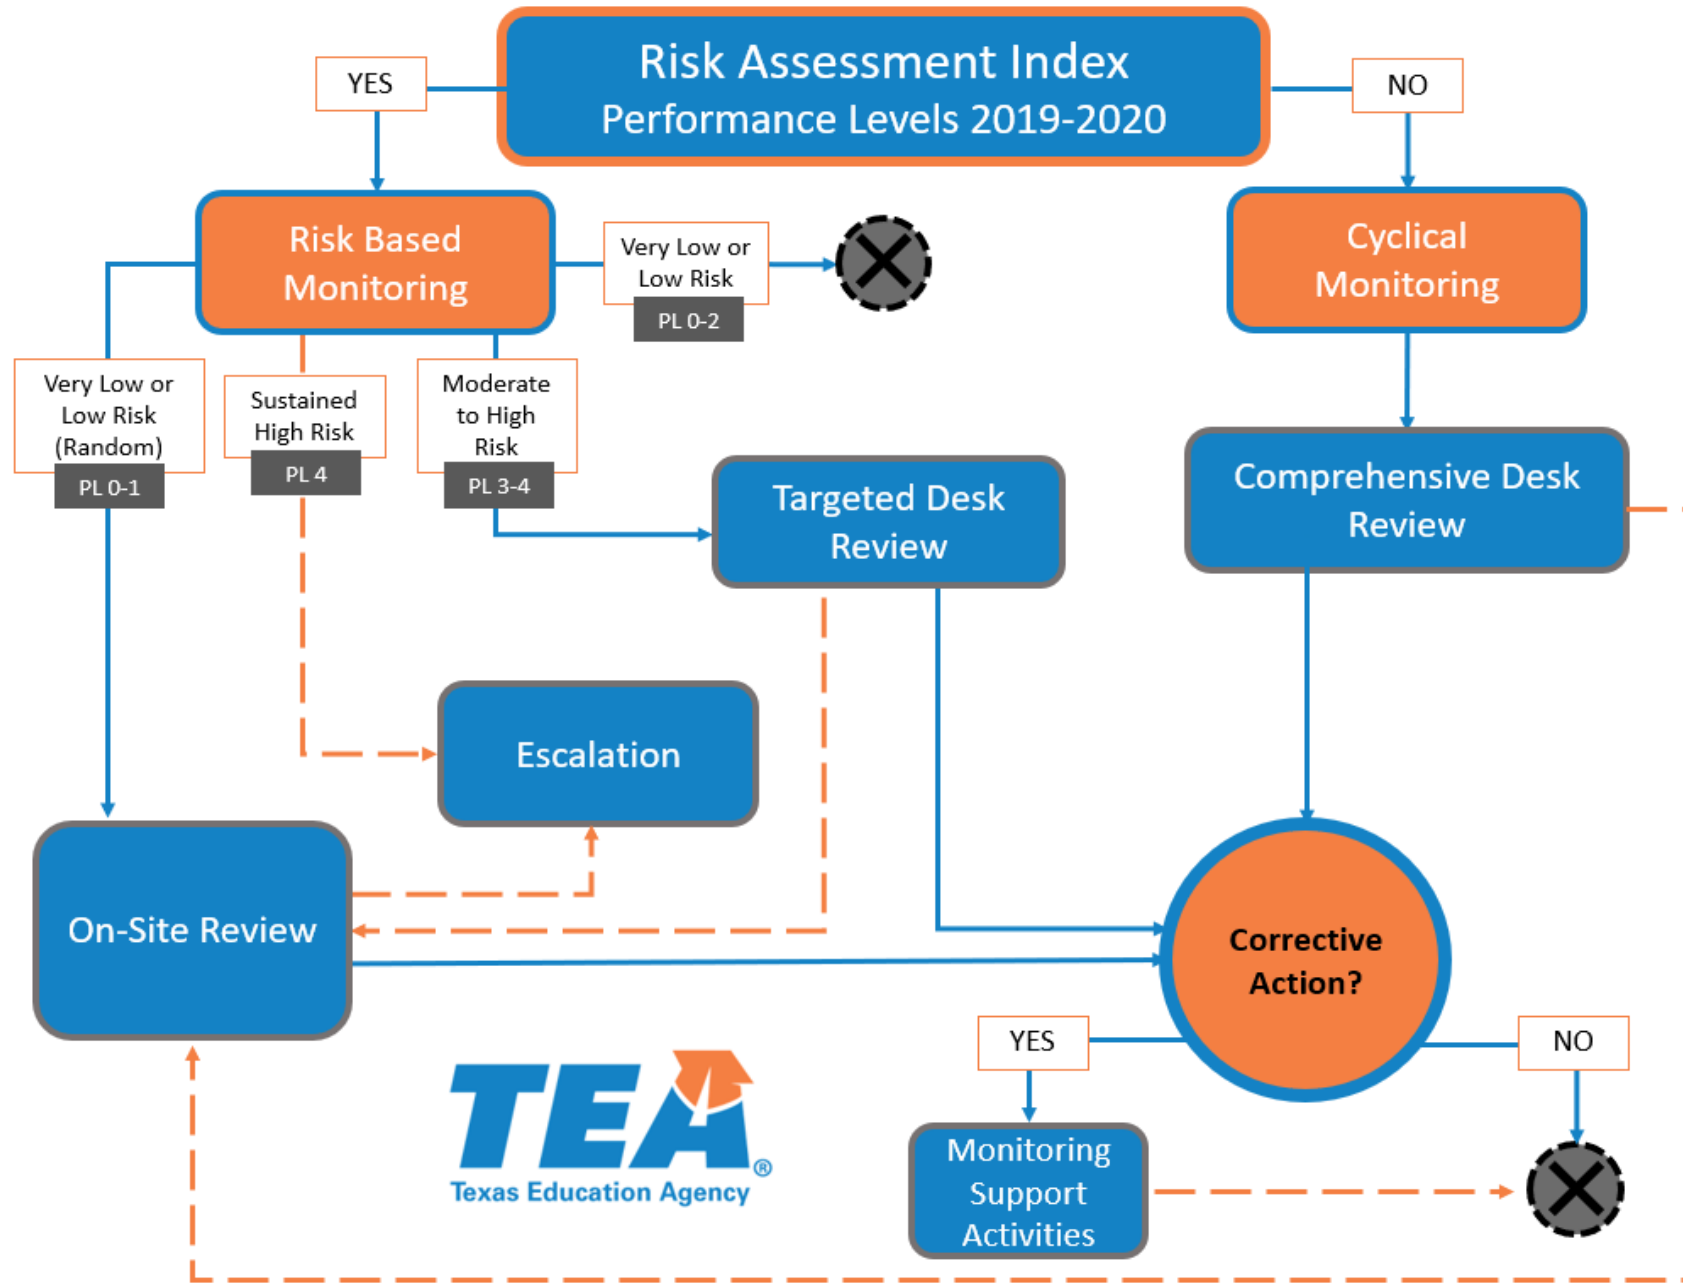 Risk Assessment Index
Performance Levels 2019-2020
YES
NO
Risk Based
Monitoring
Very Low or
Low Risk
PL 0-2
Cyclical
Monitoring
Very Low or
Low Risk
(Random)
PL 0-1
Sustained
High Risk
PL 4
Moderate
to High
Risk
PL 3-4
Targeted Desk
Review
Comprehensive Desk
Review
Escalation
On-Site Review
Corrective
Action?
YES
NO
Monitoring
Support
Activities
TEA®
Texas Education Agency